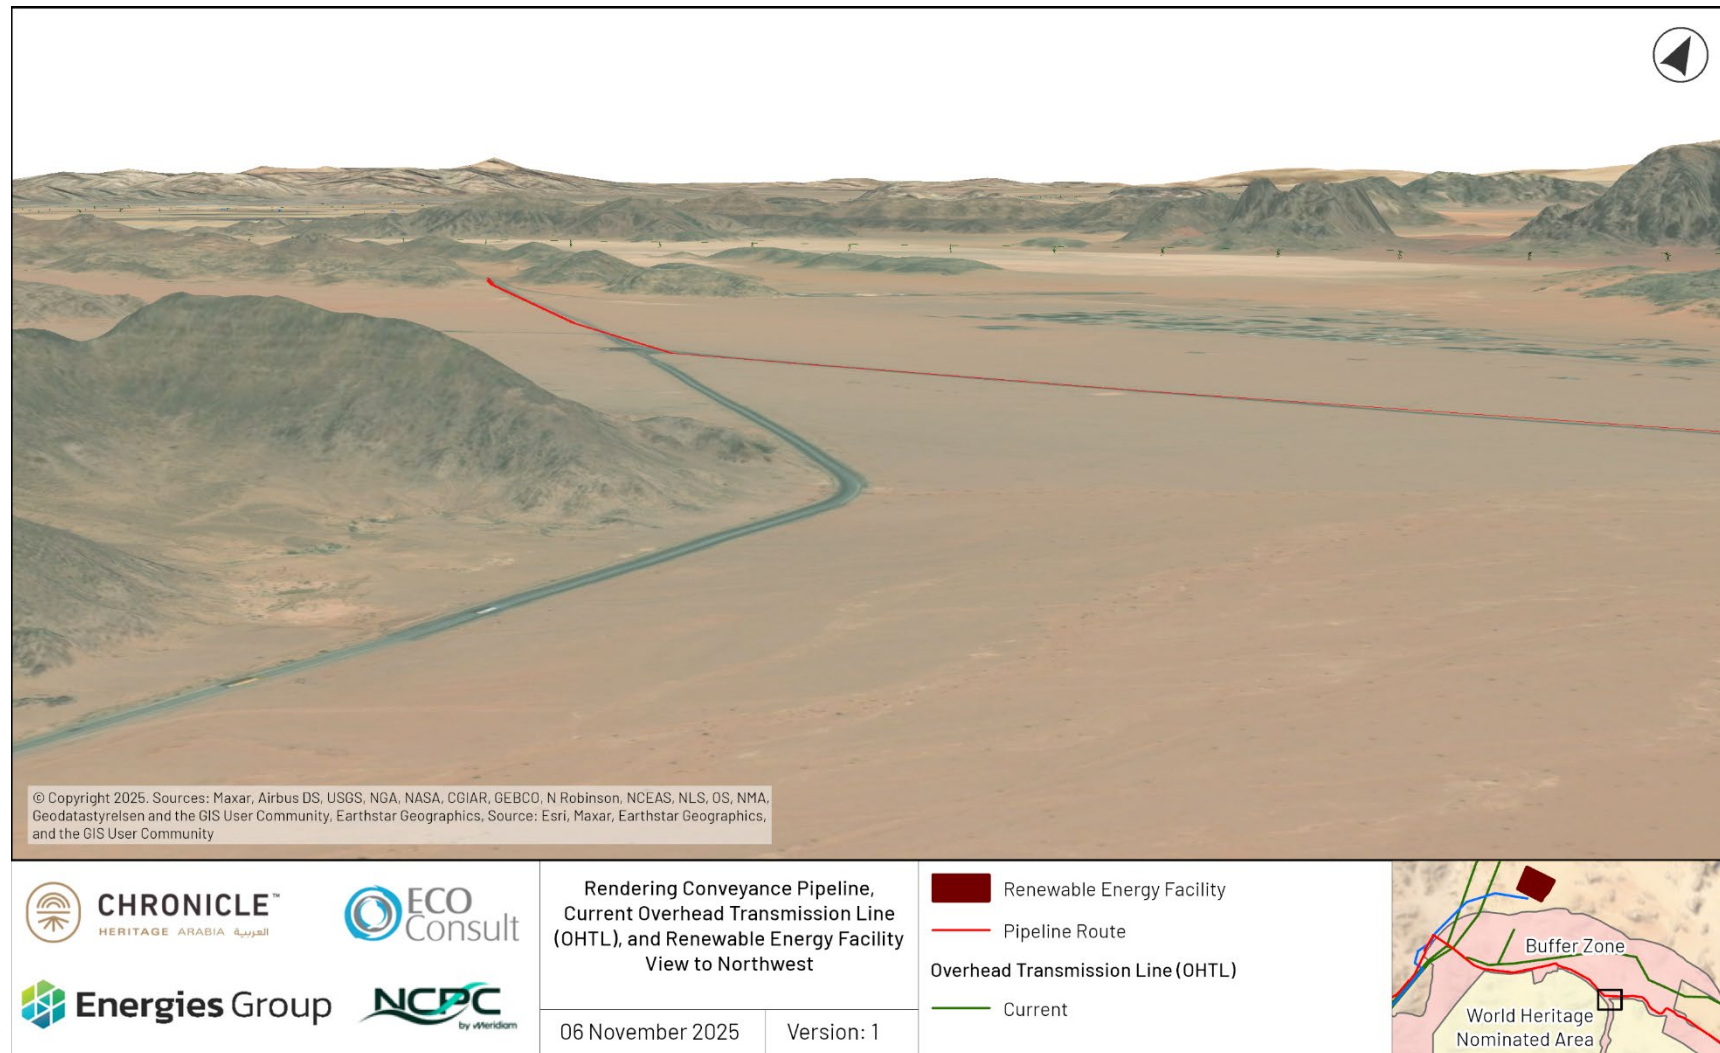 © Copyright 2025. Sources: Maxar, Airbus DS, USGS, NGA, NASA, CGIAR, GEBCO, N Robinson, NCEAS, NLS, OS, NMA,
Geodatastyrelsen and the GIS User Community, Earthstar Geographics, Source: Esri, Maxar, Earthstar Geographics,
and the GIS User Community
CHRONICLE™
HERITAGE ARABIA العربية
ECO
Consult
Energies Group
NCPC
by Meridiam
Rendering Conveyance Pipeline,
Current Overhead Transmission Line
(OHTL), and Renewable Energy Facility
View to Northwest
06 November 2025
Version: 1
Renewable Energy Facility
Pipeline Route
Overhead Transmission Line (OHTL)
Current
Buffer Zone
World Heritage
Nominated Area